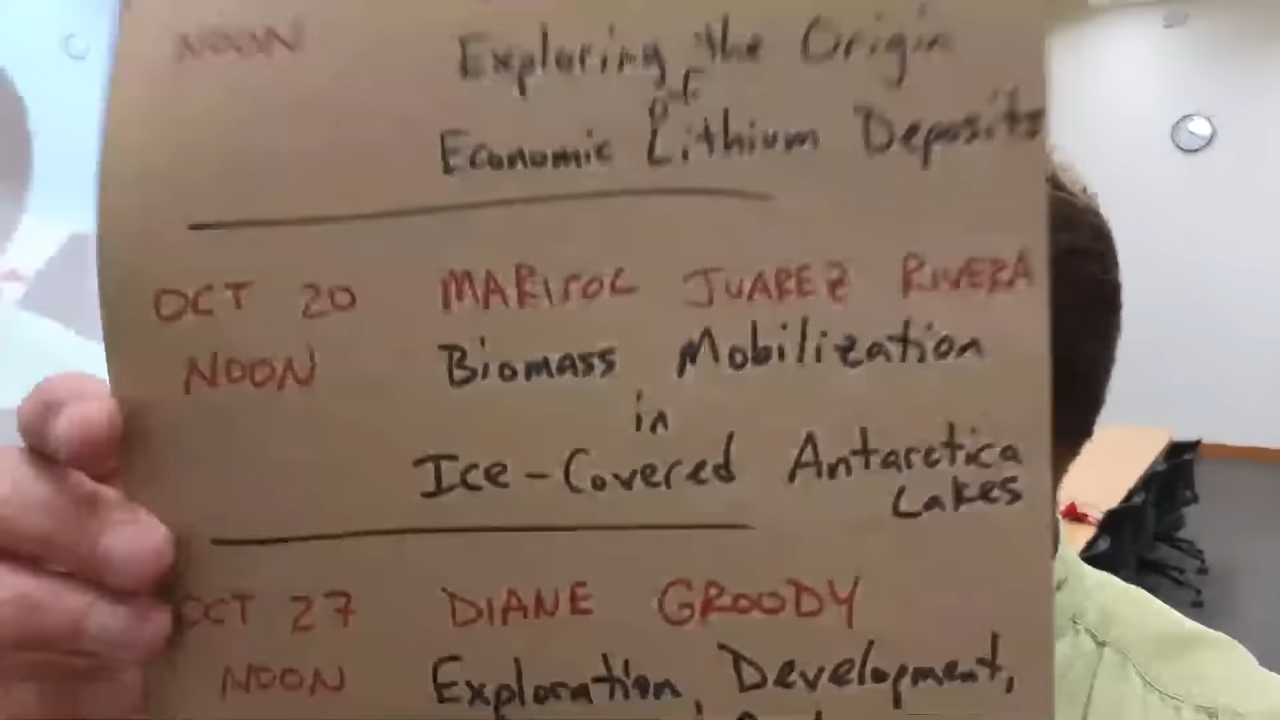 NOON Exploring the Origin
of
Economic Lithium Deposits
OCT 20 MARISOL JUAREZ RIVERA
NOON Biomass Mobilization
in
Ice-Covered Antarctica
Lakes
OCT 27 DIANE GROODY
NOON Exploration, Development,